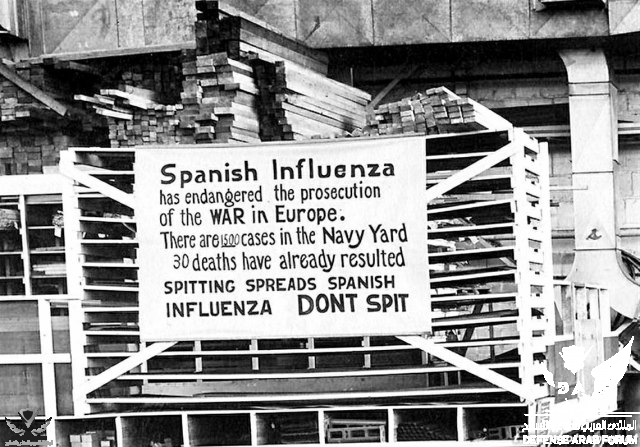 Spanish Influenza
has endangered the prosecution
of the WAR in Europe.
There are 1500 cases in the Navy Yard
30 deaths have already resulted
SPITTING SPREADS SPANISH
INFLUENZA DONT SPIT
DEFENSE-ARAB FORUM